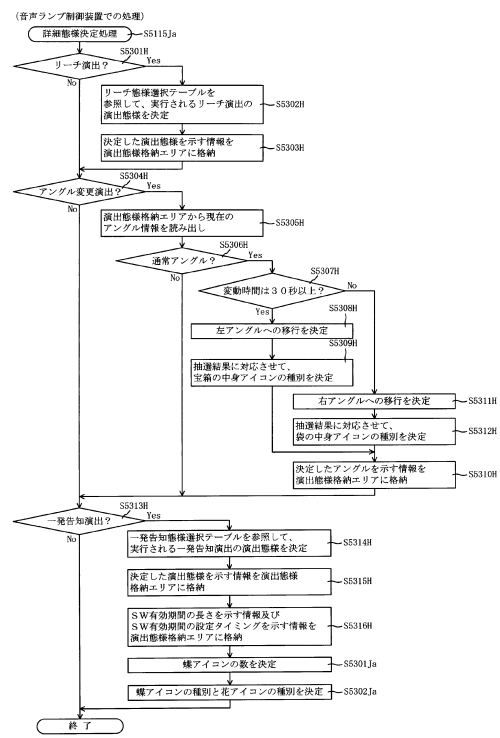 （音声ランプ制御装置での処理）
詳細態様決定処理
S5115Ja
S5301H
リーチ演出？
Yes
No
リーチ態様選択テーブルを
参照して、実行されるリーチ演出の
演出態様を決定
S5302H
決定した演出態様を示す情報を
演出態様格納エリアに格納
S5303H
S5304H
アングル変更演出？
Yes
No
演出態様格納エリアから現在の
アングル情報を読み出し
S5305H
S5306H
通常アングル？
Yes
No
S5307H
変動時間は３０秒以上？
No
Yes
S5308H
左アングルへの移行を決定
S5309H
抽選結果に対応させて、
宝箱の中身アイコンの種別を決定
右アングルへの移行を決定
S5311H
抽選結果に対応させて、
袋の中身アイコンの種別を決定
S5312H
決定したアングルを示す情報を
演出態様格納エリアに格納
S5310H
S5313H
一発告知演出？
Yes
No
一発告知態様選択テーブルを参照して、
実行される一発告知演出の演出態様を決定
S5314H
決定した演出態様を示す情報を演出態様
格納エリアに格納
S5315H
ＳＷ有効期間の長さを示す情報及び
ＳＷ有効期間の設定タイミングを示す情報を
演出態様格納エリアに格納
S5316H
蝶アイコンの数を決定
S5301Ja
蝶アイコンの種別と花アイコンの種別を決定
S5302Ja
終了